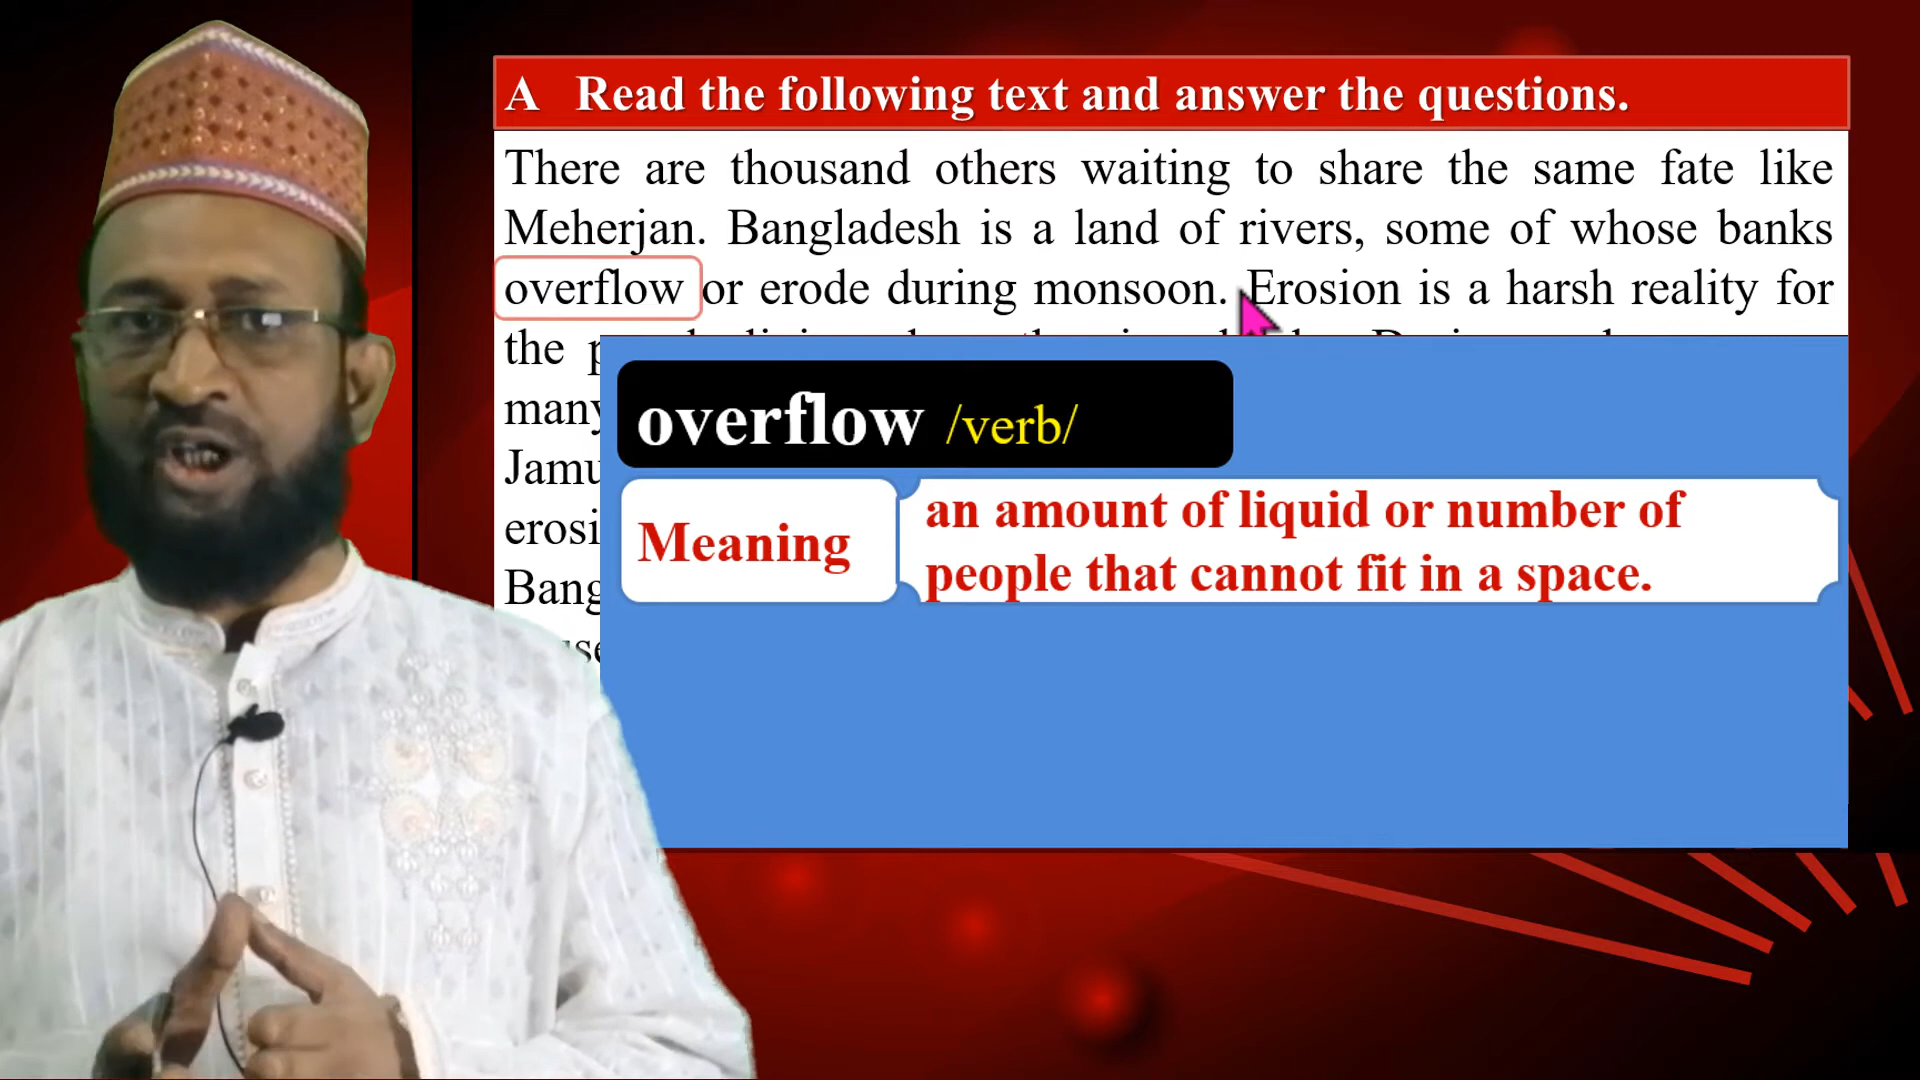 A Read the following text and answer the questions.
There are thousand others waiting to share the same fate like
Meherjan. Bangladesh is a land of rivers, some of whose banks
overflow or erode during monsoon. Erosion is a harsh reality for
the
many
overflow /verb/
Meaning
an amount of liquid or number of
people that cannot fit in a space.